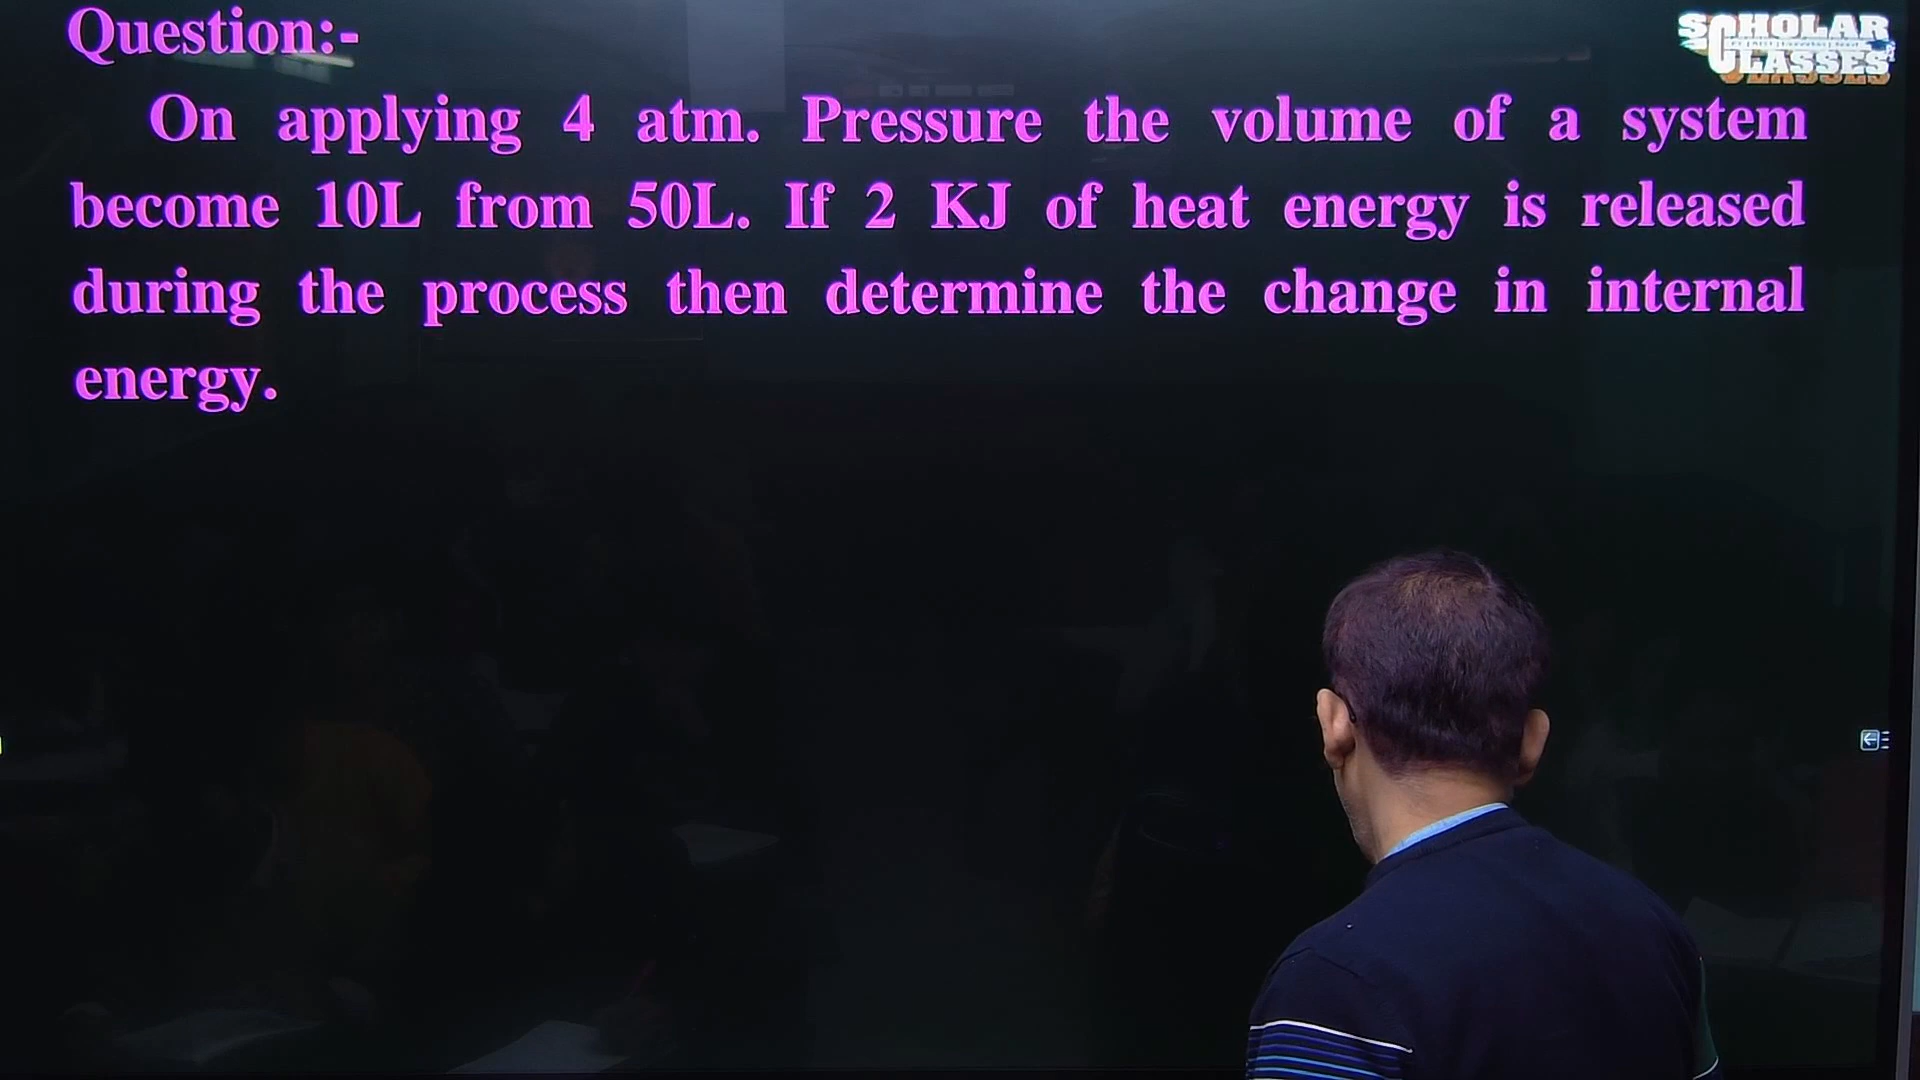 Question:-
SCHOLAR
CLASSES
On applying 4 atm. Pressure the volume of a system
become 10L from 50L. If 2 KJ of heat energy is released
during the process then determine the change in internal
energy.